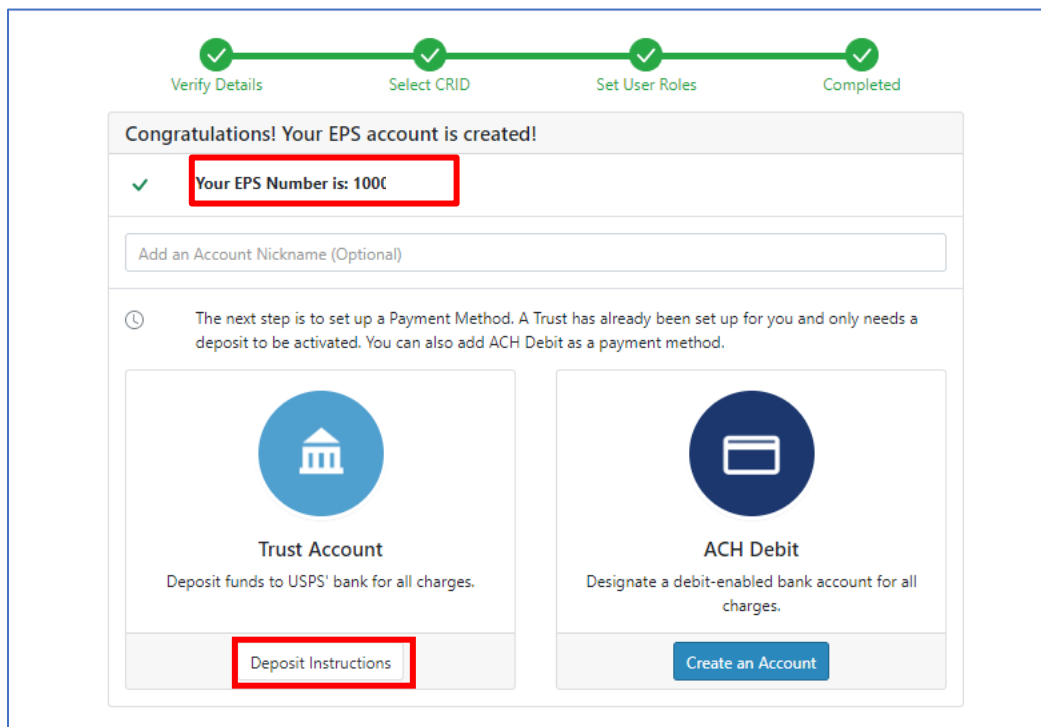 Verify Details
Select CRID
Set User Roles
Completed
Congratulations! Your EPS account is created!
Your EPS Number is: 1000
Add an Account Nickname (Optional)
The next step is to set up a Payment Method. A Trust has already been set up for you and only needs a
deposit to be activated. You can also add ACH Debit as a payment method.
Trust Account
Deposit funds to USPS' bank for all charges.
Deposit Instructions
ACH Debit
Designate a debit-enabled bank account for all
charges.
Create an Account